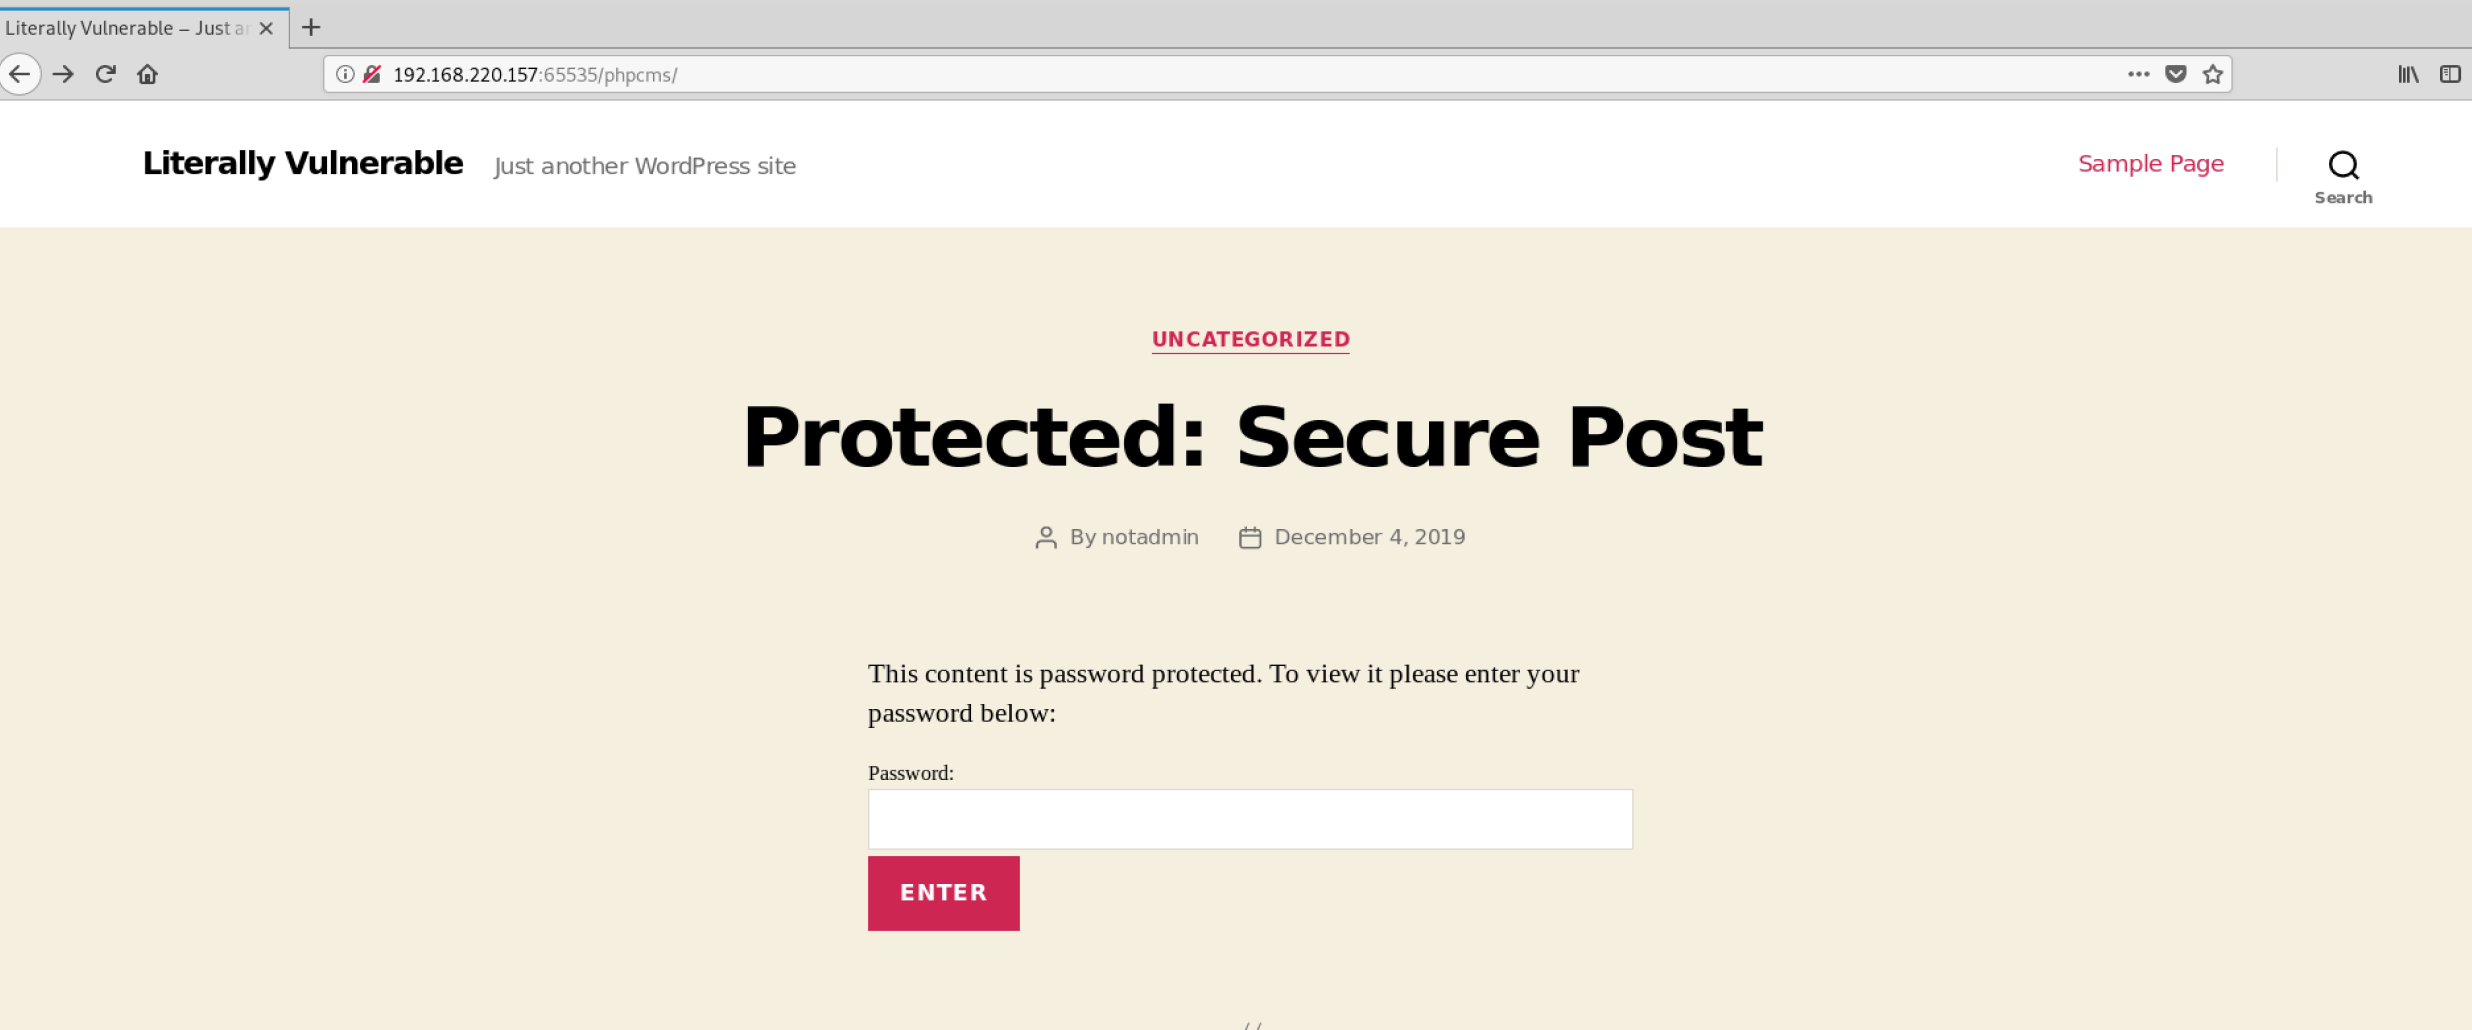 Literally Vulnerable – Just a
192.168.220.157:65535/phpcms/
Literally Vulnerable Just another WordPress site Sample Page
Search
UNCATEGORIZED
Protected: Secure Post
By notadmin December 4, 2019
This content is password protected. To view it please enter your
password below:
Password:
ENTER